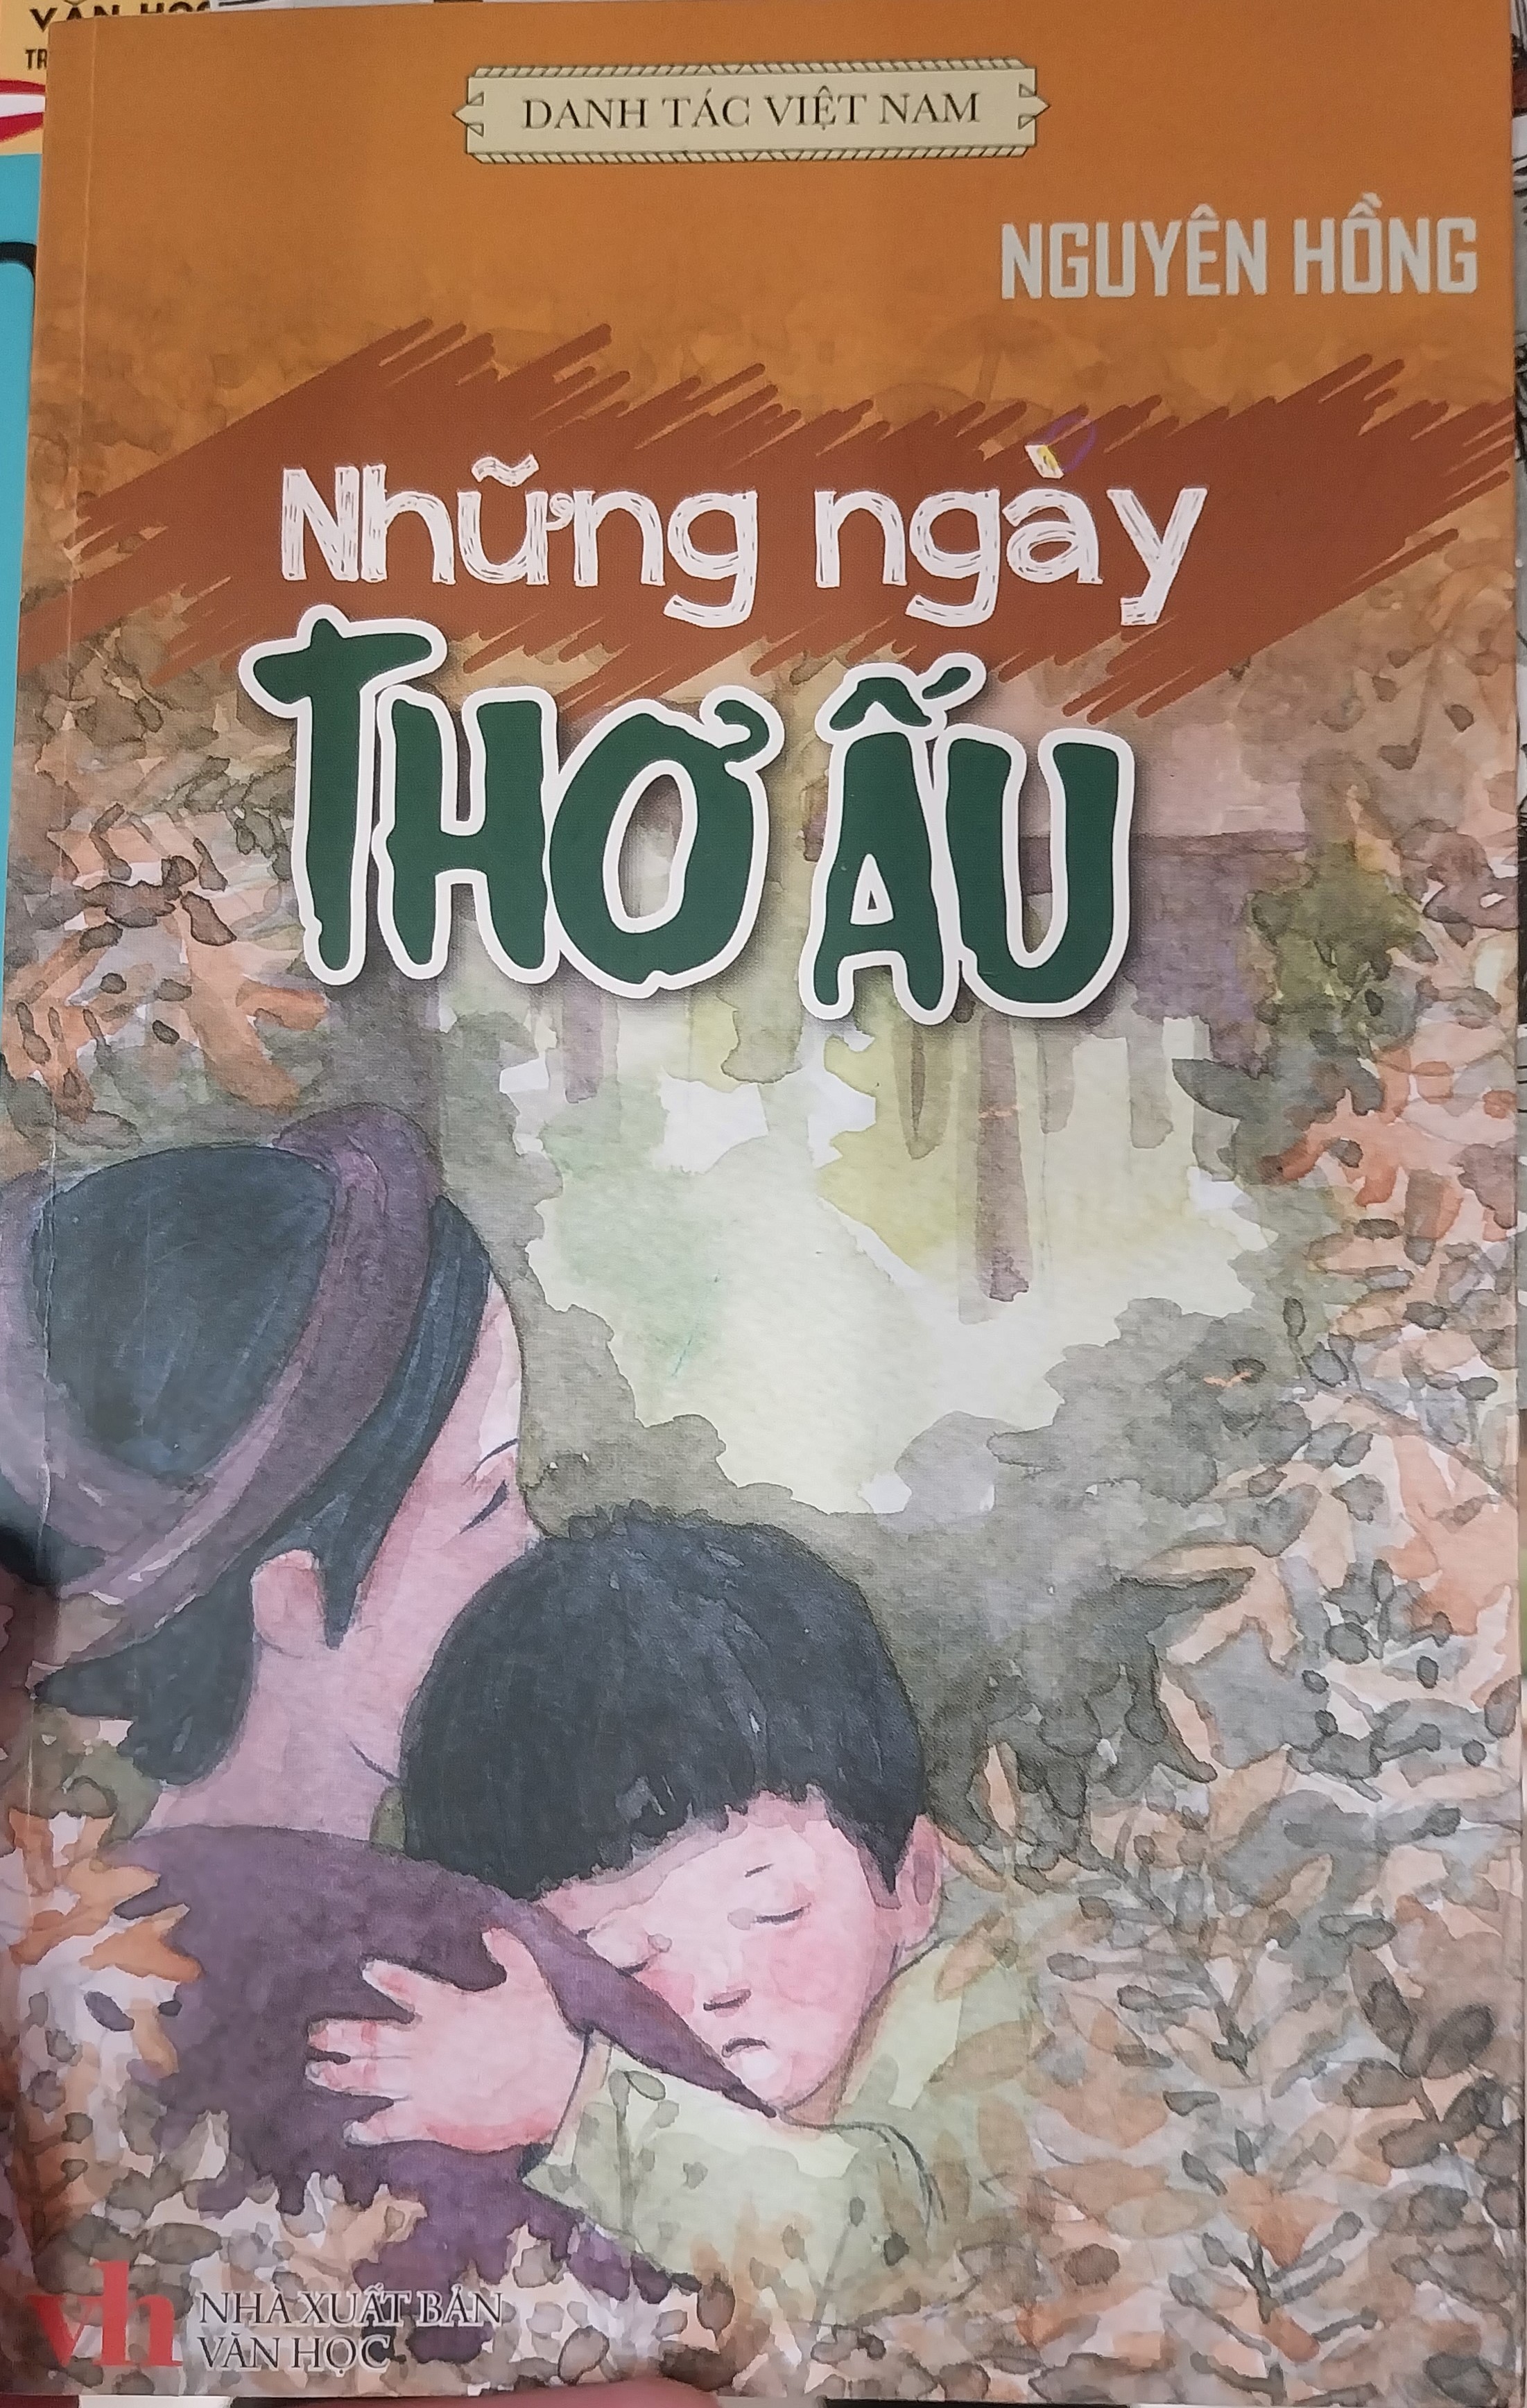 DANH TÁC VIỆT NAM
NGUYÊN HỒNG
Những ngày
THƠ ẤU
vh
NHÀ XUẤT BẢN
VĂN HỌC